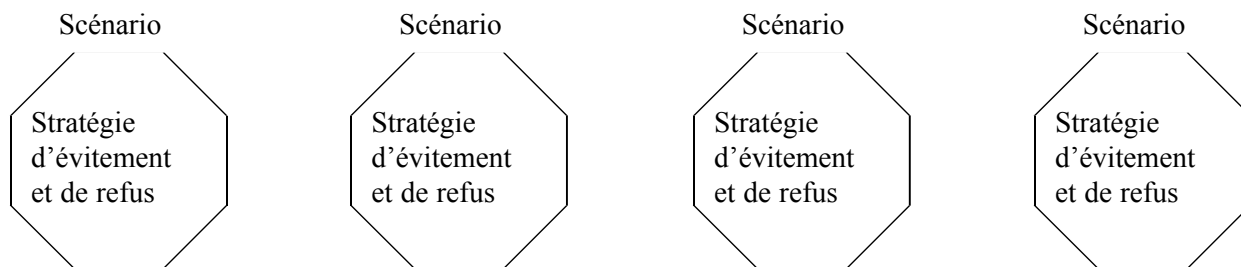 Scénario Scénario Scénario Scénario
Stratégie Stratégie Stratégie Stratégie
d’évitement d’évitement d’évitement d’évitement
et de refus et de refus et de refus et de refus